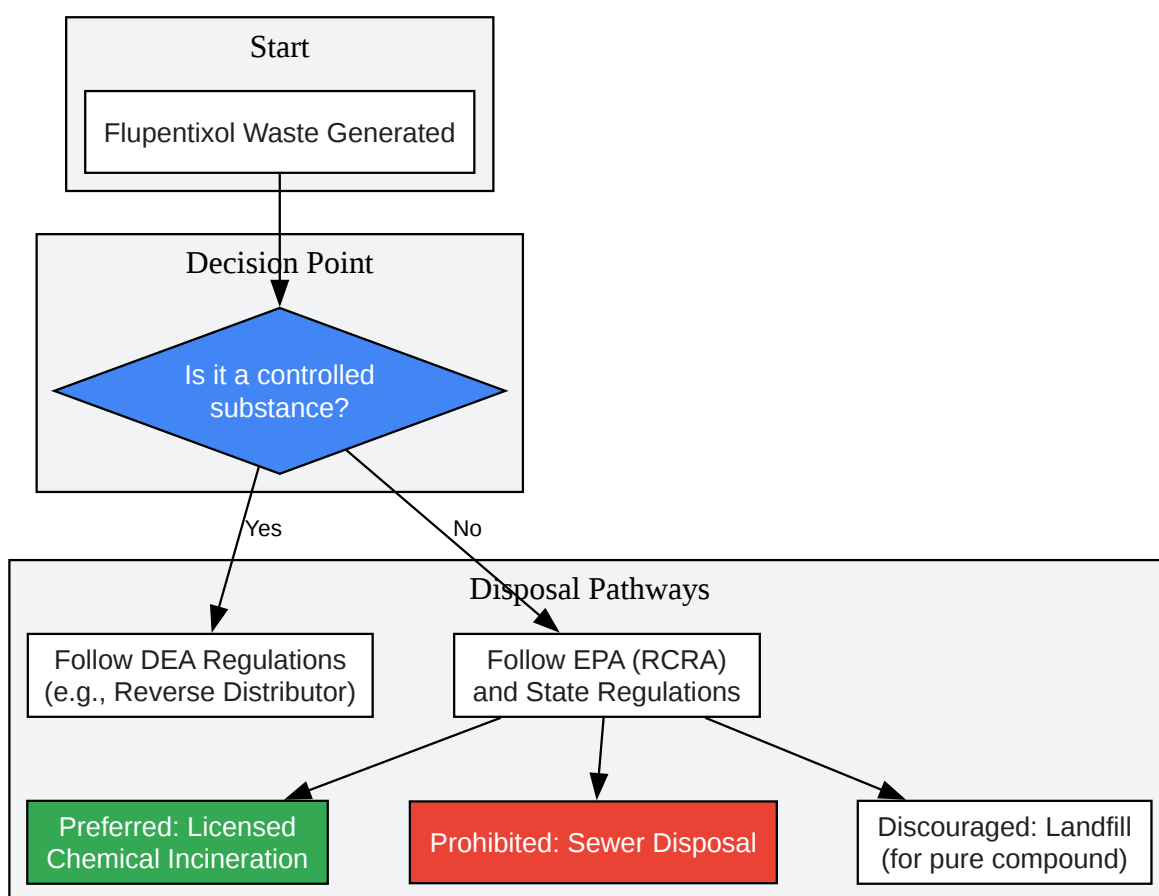 Start
Flupentixol Waste Generated
Decision Point
Is it a controlled
substance?
Yes
No
Disposal Pathways
Follow DEA Regulations
(e.g., Reverse Distributor)
Follow EPA (RCRA)
and State Regulations
Preferred: Licensed
Chemical Incineration
Prohibited: Sewer Disposal
Discouraged: Landfill
(for pure compound)